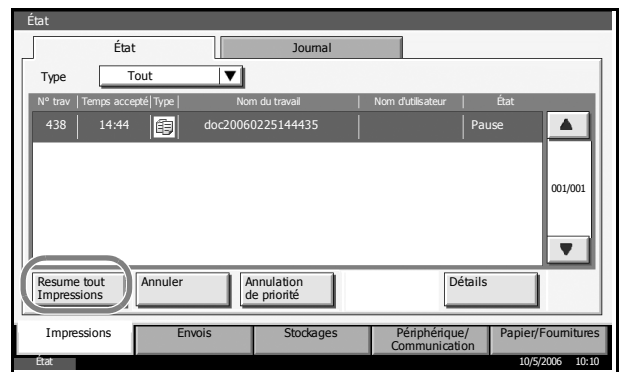 État
État
Journal
Type
Tout
N° trav
Temps accepté
Type
Nom du travail
Nom d'utilisateur
État
438
14:44
doc20060225144435
Pause
001/001
Resume tout
Impressions
Annuler
Annulation
de priorité
Détails
Impressions
Envois
Stockages
Périphérique/
Communication
Papier/Fournitures
État
10/5/2006 10:10